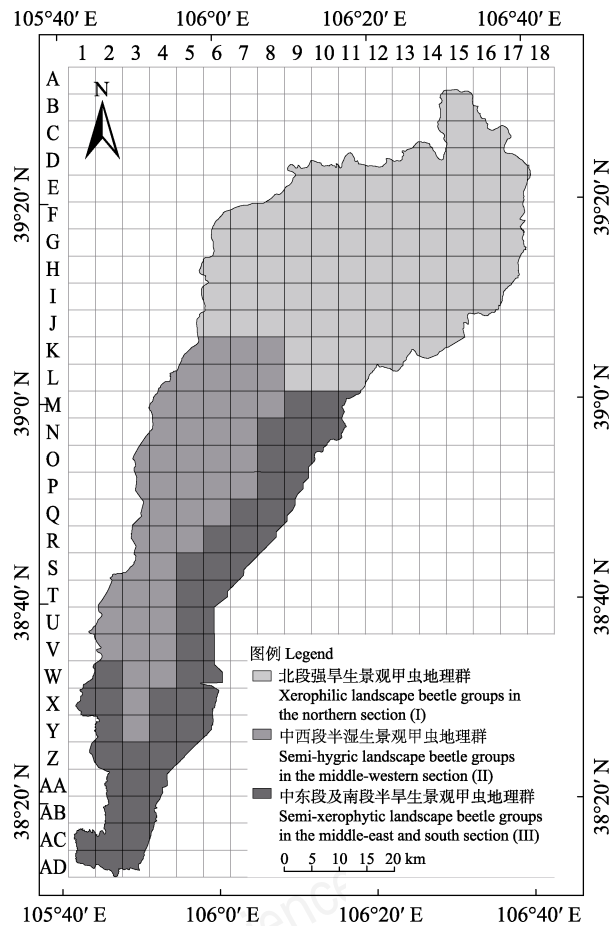 105°40′ E 106°0′ E 106°20′ E 106°40′ E
1 2 3 4 5 6 7 8 9 10 11 12 13 14 15 16 17 18
N
A
B
C
D
E
F
G
H
I
J
K
L
M
N
O
P
Q
R
S
T
U
V
W
X
Y
Z
AA
AB
AC
AD
39°20′ N
39°0′ N
38°40′ N
38°20′ N
39°20′ N
39°0′ N
38°40′ N
38°20′ N
图例 Legend
北段强旱生景观甲虫地理群
Xerophilic landscape beetle groups in
the northern section (I)
中西段半湿生景观甲虫地理群
Semi-hygric landscape beetle groups
in the middle-western section (II)
中东段及南段半旱生景观甲虫地理群
Semi-xerophytic landscape beetle groups
in the middle-east and south section (III)
0 5 10 15 20 km
105°40′ E 106°0′ E 106°20′ E 106°40′ E